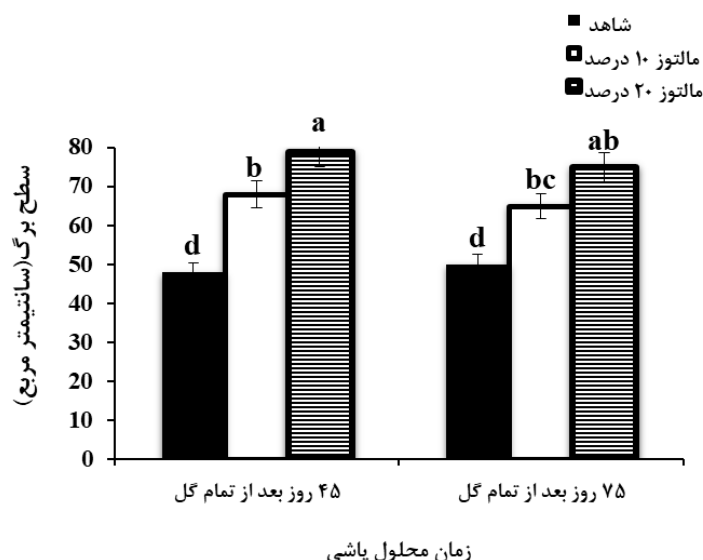 شاهد
مالتوز ۱۰ درصد
مالتوز ۲۰ درصد
سطح برگ(سانتیمتر مربع)
80
70
60
50
40
30
20
10
0
d
b
a
d
bc
ab
۴۵ روز بعد از تمام گل
۷۵ روز بعد از تمام گل
زمان محلول پاشی